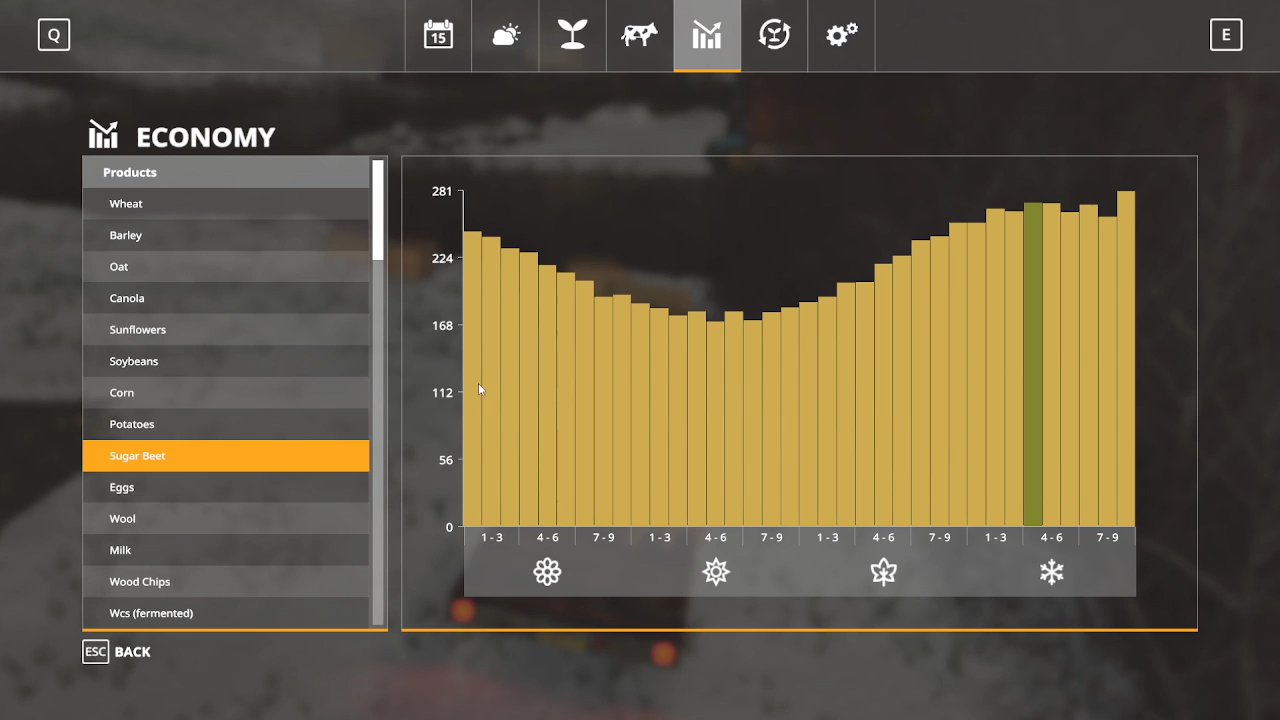 Q
15
E
ECONOMY
Products
Wheat
Barley
Oat
Canola
Sunflowers
Soybeans
Corn
Potatoes
Sugar Beet
Eggs
Wool
Milk
Wood Chips
Wcs (fermented)
281
224
168
112
56
0
1 - 3 4 - 6 7 - 9 1 - 3 4 - 6 7 - 9 1 - 3 4 - 6 7 - 9 1 - 3 4 - 6 7 - 9
ESC BACK